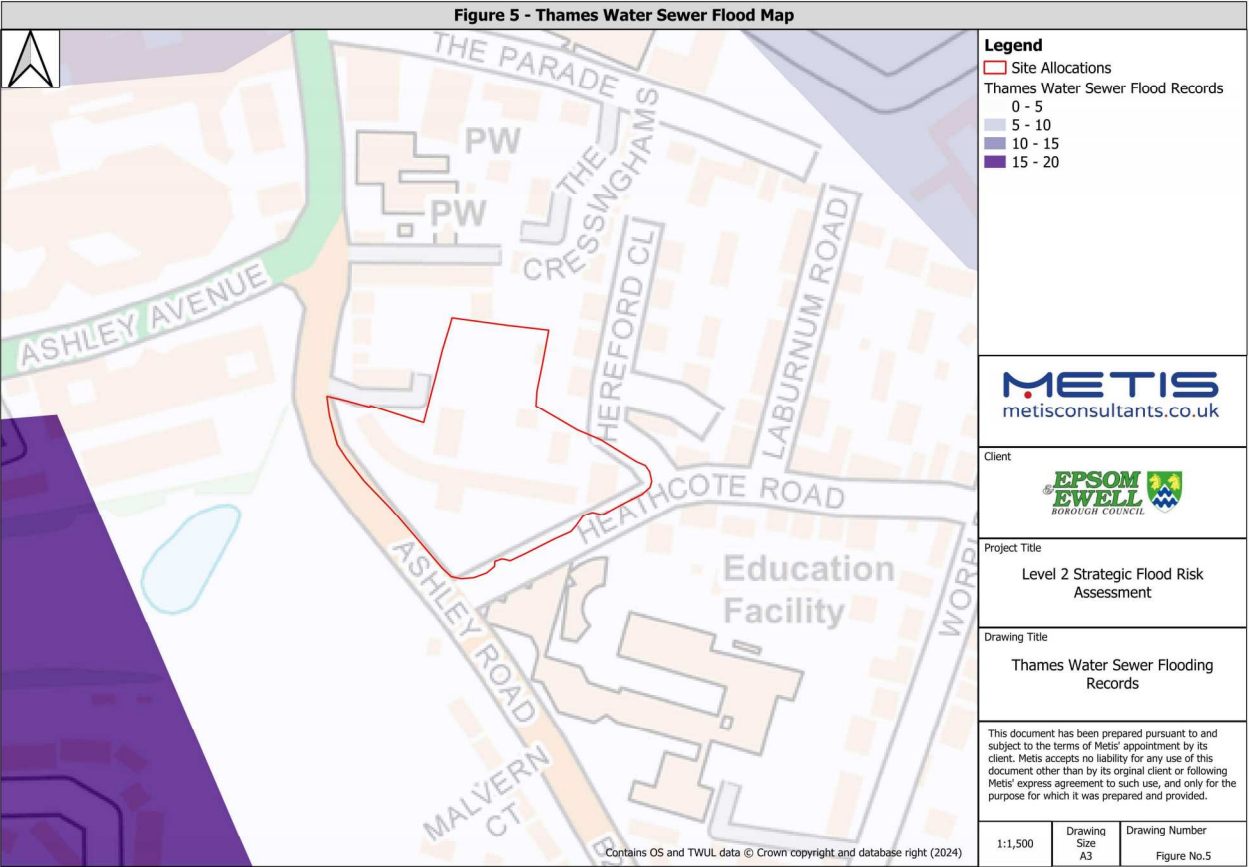 Figure 5 - Thames Water Sewer Flood Map
THE PARADE
PW
THE
CRESSINGHAMS
PW
HEREFORD CL
LABURNUM ROAD
ASHLEY AVENUE
HEATHCOTE ROAD
ASHLEY ROAD
Education
Facility
MALVERN
CT
Contains OS and TWUL data © Crown copyright and database right (2024)
Legend
Site Allocations
Thames Water Sewer Flood Records
0 - 5
5 - 10
10 - 15
15 - 20
METIS
metisconsultants.co.uk
Client
EPSOM
& EWELL
BOROUGH COUNCIL
Project Title
Level 2 Strategic Flood Risk
Assessment
Drawing Title
Thames Water Sewer Flooding
Records
This document has been prepared pursuant to and
subject to the terms of Metis' appointment by its
client. Metis accepts no liability for any use of this
document other than by its orginal client or following
Metis' express agreement to such use, and only for the
purpose for which it was prepared and provided.
1:1,500
Drawing
Size
A3
Drawing Number
Figure No.5